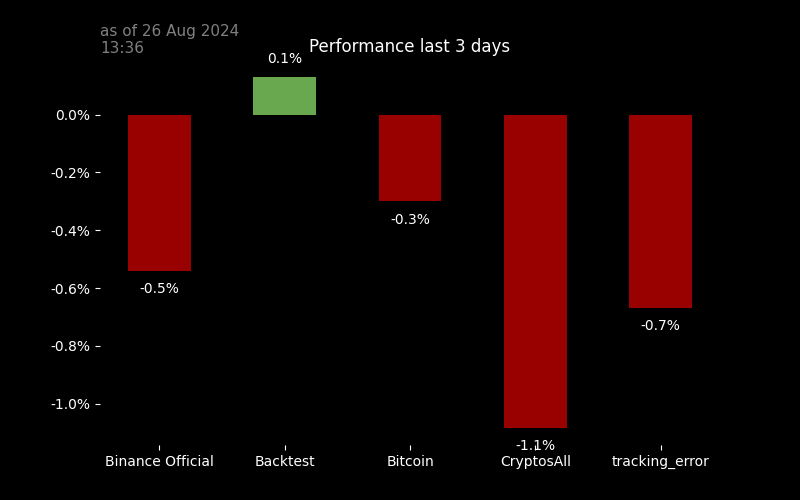 as of 26 Aug 2024
13:36
Performance last 3 days
0.1%
0.0%
-0.2%
-0.4%
-0.6%
-0.8%
-1.0%
-0.5%
-0.3%
-1.1%
-0.7%
Binance Official
Backtest
Bitcoin
CryptosAll
tracking_error